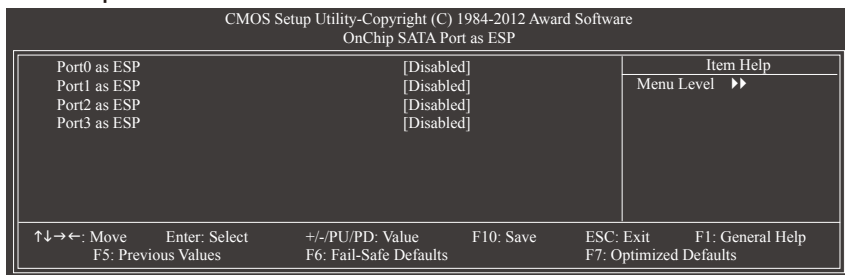 CMOS Setup Utility-Copyright (C) 1984-2012 Award Software
OnChip SATA Port as ESP
Port0 as ESP [Disabled]
Port1 as ESP [Disabled]
Port2 as ESP [Disabled]
Port3 as ESP [Disabled]
Item Help
Menu Level ▶▶
↑↓→←: Move Enter: Select +/-/PU/PD: Value F10: Save ESC: Exit F1: General Help
F5: Previous Values F6: Fail-Safe Defaults F7: Optimized Defaults